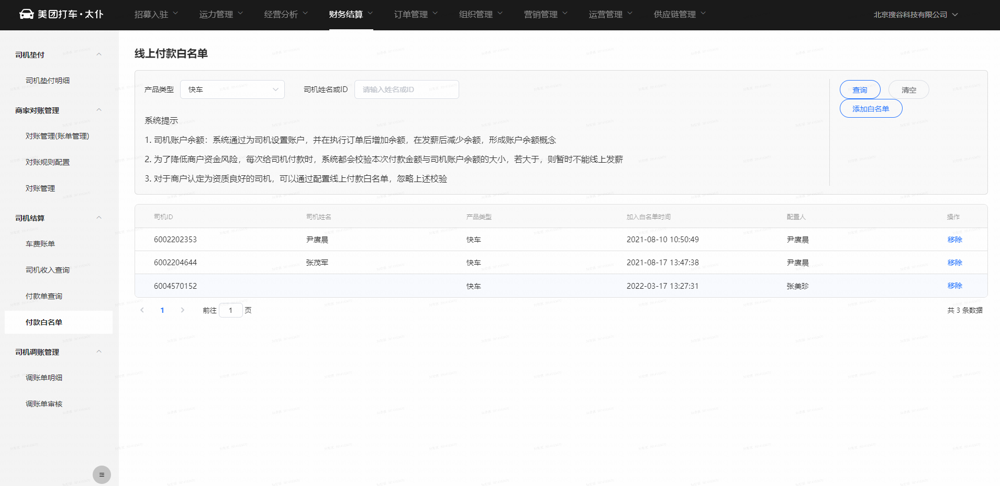 美团打车·太仆
招募入驻
运力管理
经营分析
财务结算
订单管理
组织管理
营销管理
运营管理
供应链管理
北京搜谷科技有限公司
司机垫付
司机垫付明细
商家对账管理
对账管理(账单管理)
对账规则配置
对账管理
司机结算
车费账单
司机收入查询
付款单查询
付款白名单
司机调账管理
调账单明细
调账单审核
线上付款白名单
产品类型 快车 司机姓名或ID 请输入姓名或ID
查询 清空
添加白名单
系统提示
1. 司机账户余额：系统通过为司机设置账户，并在执行订单后增加余额，在发薪后减少余额，形成账户余额概念
2. 为了降低商户资金风险，每次给司机付款时，系统都会校验本次付款金额与司机账户余额的大小，若大于，则暂时不能线上发薪
3. 对于商户认定为资质良好的司机，可以通过配置线上付款白名单，忽略上述校验
司机ID 司机姓名 产品类型 加入白名单时间 配置人 操作
6002202353 尹赓晨 快车 2021-08-10 10:50:49 尹赓晨 移除
6002204644 张茂军 快车 2021-08-17 13:47:38 尹赓晨 移除
6004570152 快车 2022-03-17 13:27:31 张美珍 移除
1 前往 1 页 共 3 条数据